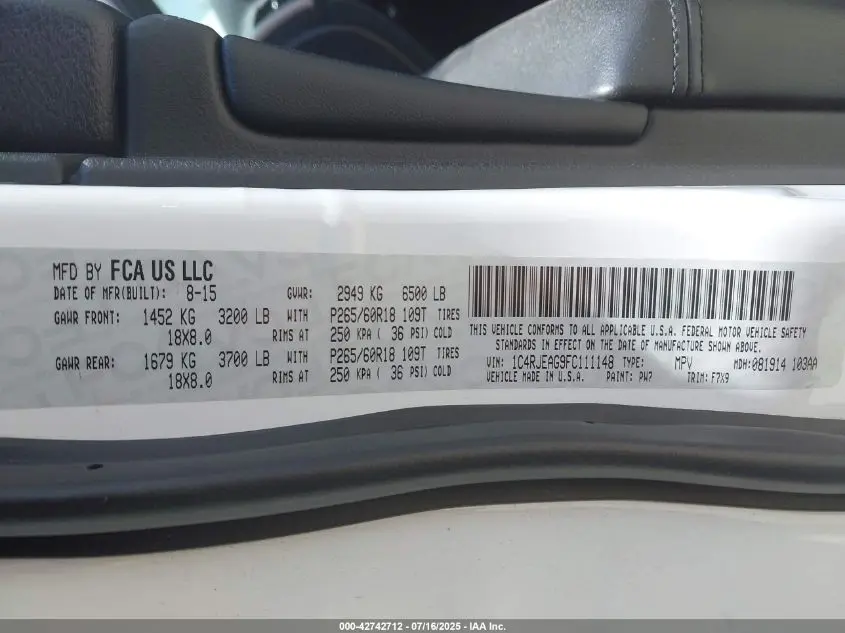 MFD BY FCA US LLC
DATE OF MFR(BUILT): 8-15 GVWR: 2949 KG 6500 LB
GAWR FRONT: 1452 KG 3200 LB WITH P265/60R18 109T TIRES
18X8.0 RIMS AT 250 KPA ( 36 PSI) COLD
GAWR REAR: 1679 KG 3700 LB WITH P265/60R18 109T TIRES
18X8.0 RIMS AT 250 KPA ( 36 PSI) COLD
THIS VEHICLE CONFORMS TO ALL APPLICABLE U.S.A. FEDERAL MOTOR VEHICLE SAFETY
STANDARDS IN EFFECT ON THE DATE OF MANUFACTURE SHOWN ABOVE.
VIN: 1C4RJEAG9FC111148 TYPE: MPV MDH:081914 103AA
VEHICLE MADE IN U.S.A. PAINT: PW7 TRIM: F7X9
000-42742712 - 07/16/2025 - IAA Inc.